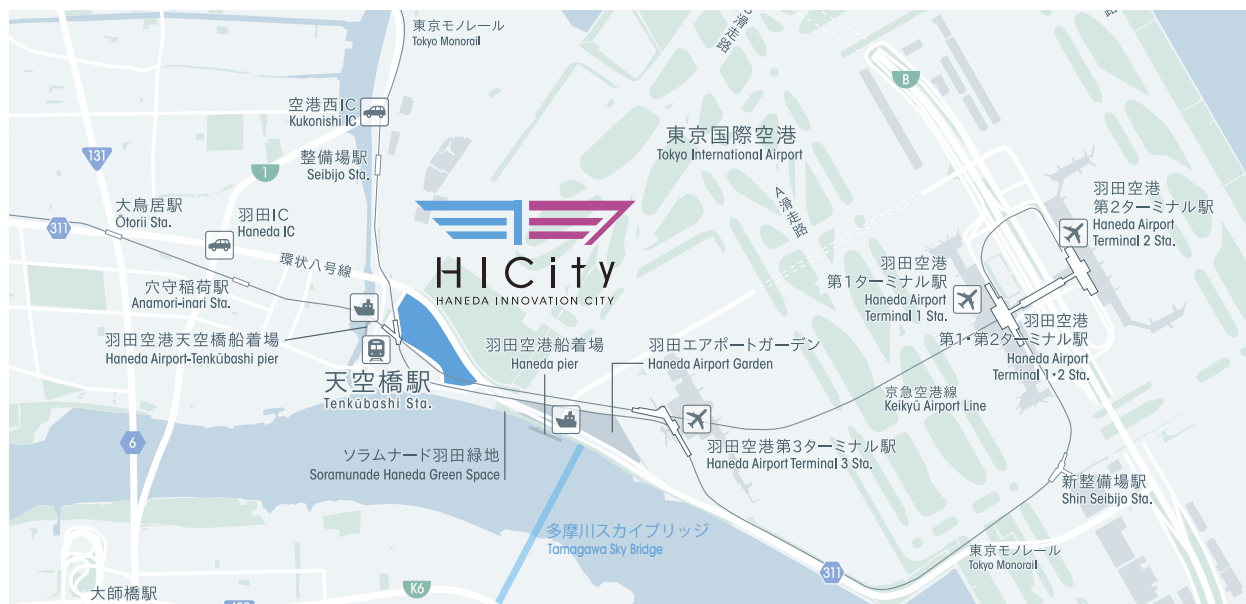 東京モノレール
Tokyo Monorail
B滑走路
B
空港西IC
Kukonishi IC
東京国際空港
Tokyo International Airport
131
整備場駅
Seibijo Sta.
1
大鳥居駅
Ōtorii Sta.
311
羽田IC
Haneda IC
環状八号線
A滑走路
羽田空港
第2ターミナル駅
Haneda Airport
Terminal 2 Sta.
HICity
HANEDA INNOVATION CITY
穴守稲荷駅
Anamori-inari Sta.
羽田空港
第1ターミナル駅
Haneda Airport
Terminal 1 Sta.
羽田空港
第1・第2ターミナル駅
Haneda Airport
Terminal 1・2 Sta.
羽田空港天空橋船着場
Haneda Airport-Tenkūbashi pier
天空橋駅
Tenkūbashi Sta.
羽田空港船着場
Haneda pier
羽田エアポートガーデン
Haneda Airport Garden
京急空港線
Keikyū Airport Line
6
ソラムナード羽田緑地
Soramunade Haneda Green Space
羽田空港第3ターミナル駅
Haneda Airport Terminal 3 Sta.
新整備場駅
Shin Seibijo Sta.
多摩川スカイブリッジ
Tamagawa Sky Bridge
東京モノレール
Tokyo Monorail
311
K6
大師橋駅